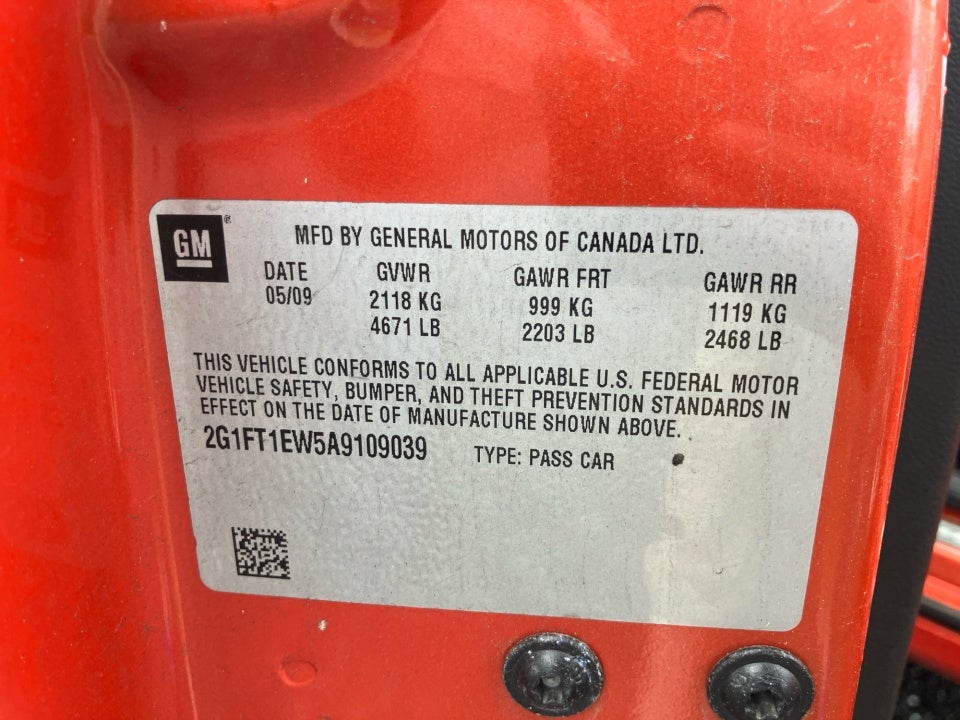 GM ®
MFD BY GENERAL MOTORS OF CANADA LTD.
DATE GVWR GAWR FRT GAWR RR
05/09 2118 KG 999 KG 1119 KG
4671 LB 2203 LB 2468 LB
THIS VEHICLE CONFORMS TO ALL APPLICABLE U.S. FEDERAL MOTOR
VEHICLE SAFETY, BUMPER, AND THEFT PREVENTION STANDARDS IN
EFFECT ON THE DATE OF MANUFACTURE SHOWN ABOVE.
2G1FT1EW5A9109039 TYPE: PASS CAR